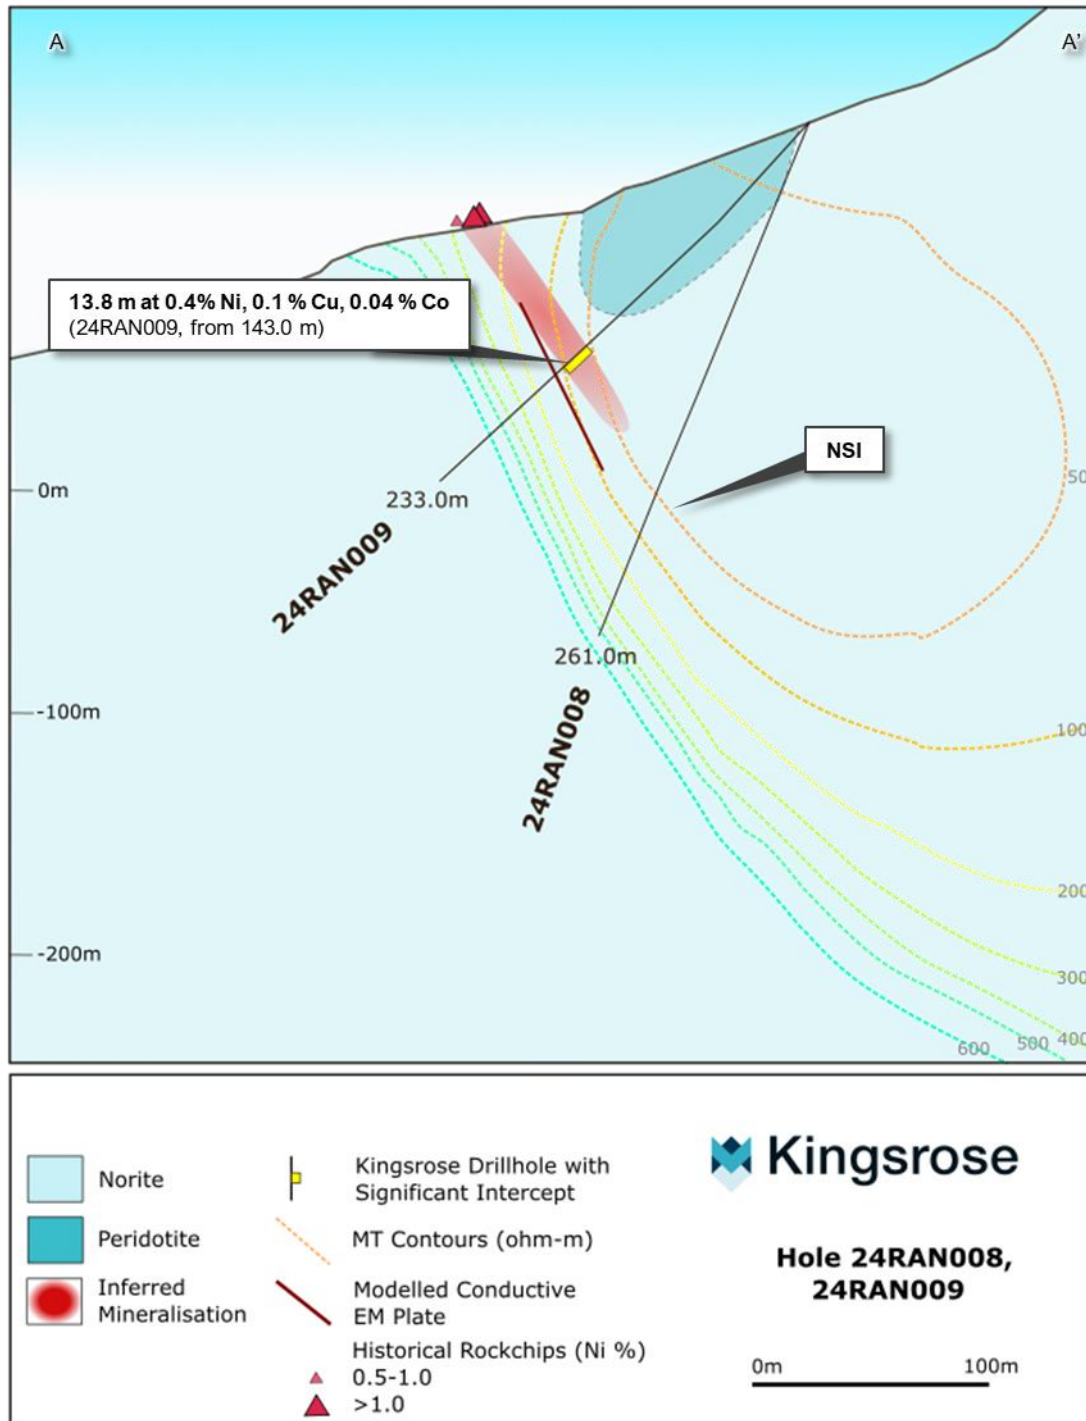 A
A'
13.8 m at 0.4% Ni, 0.1 % Cu, 0.04 % Co
(24RAN009, from 143.0 m)
NSI
50
0m
233.0m
24RAN009
261.0m
24RAN008
-100m
100
200
-200m
300
400
500
600
Norite
Peridotite
Inferred
Mineralisation
Kingsrose Drillhole with
Significant Intercept
MT Contours (ohm-m)
Modelled Conductive
EM Plate
Historical Rockchips (Ni %)
0.5-1.0
>1.0
Kingsrose
Hole 24RAN008,
24RAN009
0m
100m